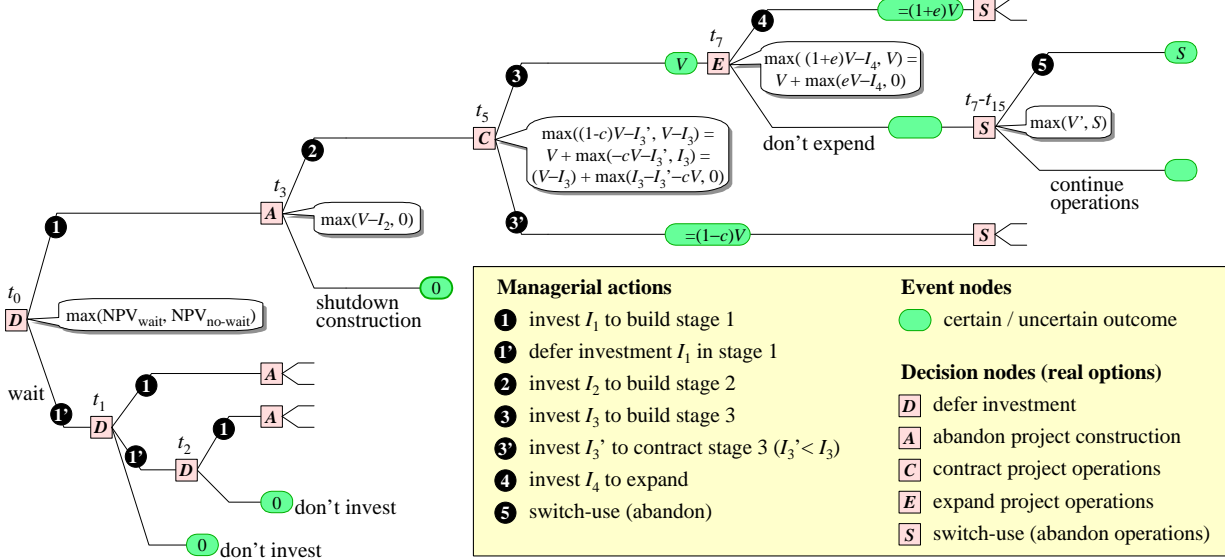 4
=(1+e)V
S
t7
E
max( (1+e)V–I4, V) =
V + max(eV–I4, 0)
3
V
5
S
t7-t15
S
max(V’, S)
don’t expend
continue
operations
t5
C
max((1-c)V–I3’, V–I3) =
V + max(–cV–I3’, I3) =
(V–I3) + max(I3–I3’–cV, 0)
2
3’
=(1–c)V
S
t3
A
max(V–I2, 0)
1
0
shutdown
construction
t0
D
max(NPVwait, NPVno-wait)
wait
1’
t1
D
1
A
1’
t2
D
1
A
0
don’t invest
0
don’t invest
Managerial actions
1 invest I1 to build stage 1
1’ defer investment I1 in stage 1
2 invest I2 to build stage 2
3 invest I3 to build stage 3
3’ invest I3’ to contract stage 3 (I3’< I3)
4 invest I4 to expand
5 switch-use (abandon)
Event nodes
certain / uncertain outcome
Decision nodes (real options)
D defer investment
A abandon project construction
C contract project operations
E expand project operations
S switch-use (abandon operations)